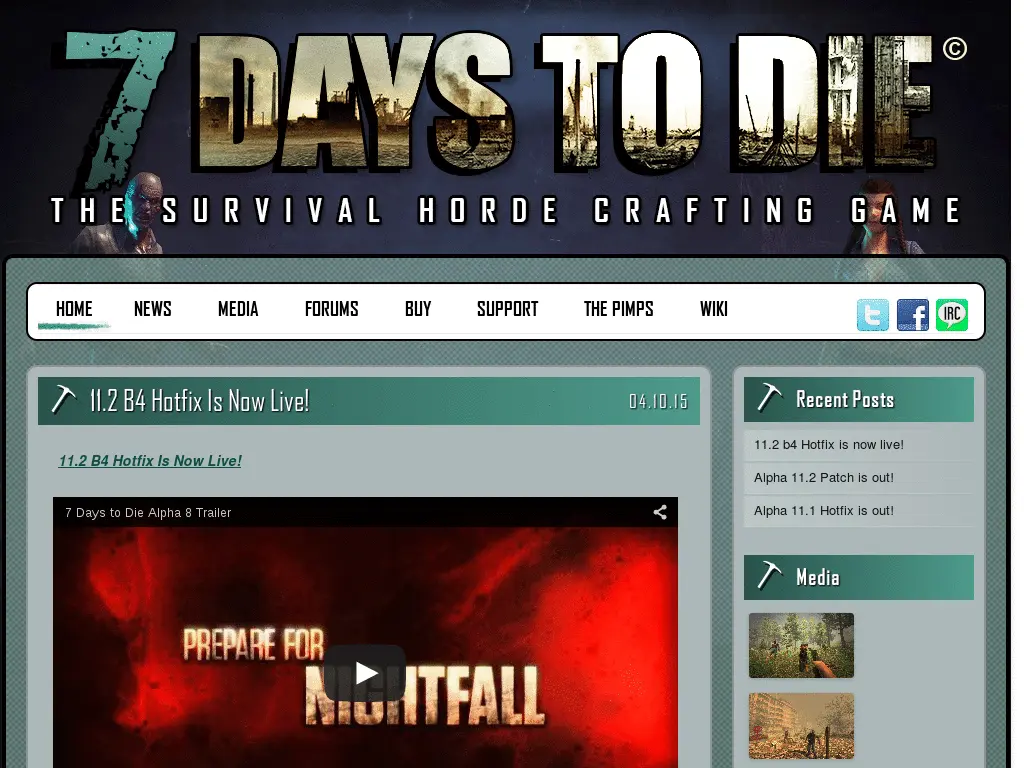 7 DAYS TO DIE ©
THE SURVIVAL HORDE CRAFTING GAME
HOME NEWS MEDIA FORUMS BUY SUPPORT THE PIMPS WIKI IRC
11.2 B4 Hotfix Is Now Live! 04.10.15
11.2 B4 Hotfix Is Now Live!
7 Days to Die Alpha 8 Trailer
PREPARE FOR
NIGHTFALL
Recent Posts
11.2 b4 Hotfix is now live!
Alpha 11.2 Patch is out!
Alpha 11.1 Hotfix is out!
Media